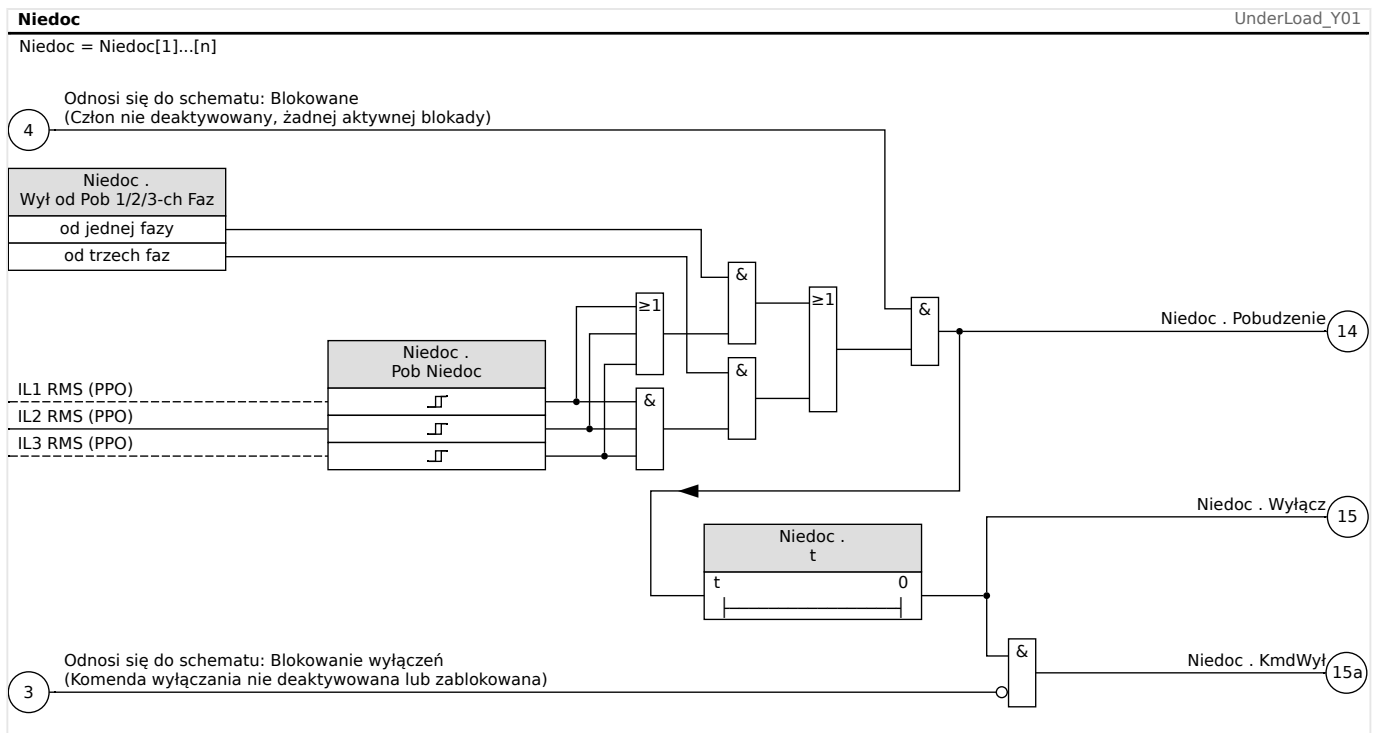 Niedoc
UnderLoad_Y01
Niedoc = Niedoc[1]...[n]
Odnosi się do schematu: Blokowane
(Człon nie deaktywowany, żadnej aktywnej blokady)
4
Niedoc .
Wył od Pob 1/2/3-ch Faz
od jednej fazy
od trzech faz
&
≥1
≥1
&
Niedoc . Pobudzenie
14
Niedoc .
Pob Niedoc
&
&
IL1 RMS (PPO)
IL2 RMS (PPO)
IL3 RMS (PPO)
Niedoc . Wyłącz
15
Niedoc .
t
t
0
&
Odnosi się do schematu: Blokowanie wyłączeń
(Komenda wyłączania nie deaktywowana lub zablokowana)
3
Niedoc . KmdWył
15a